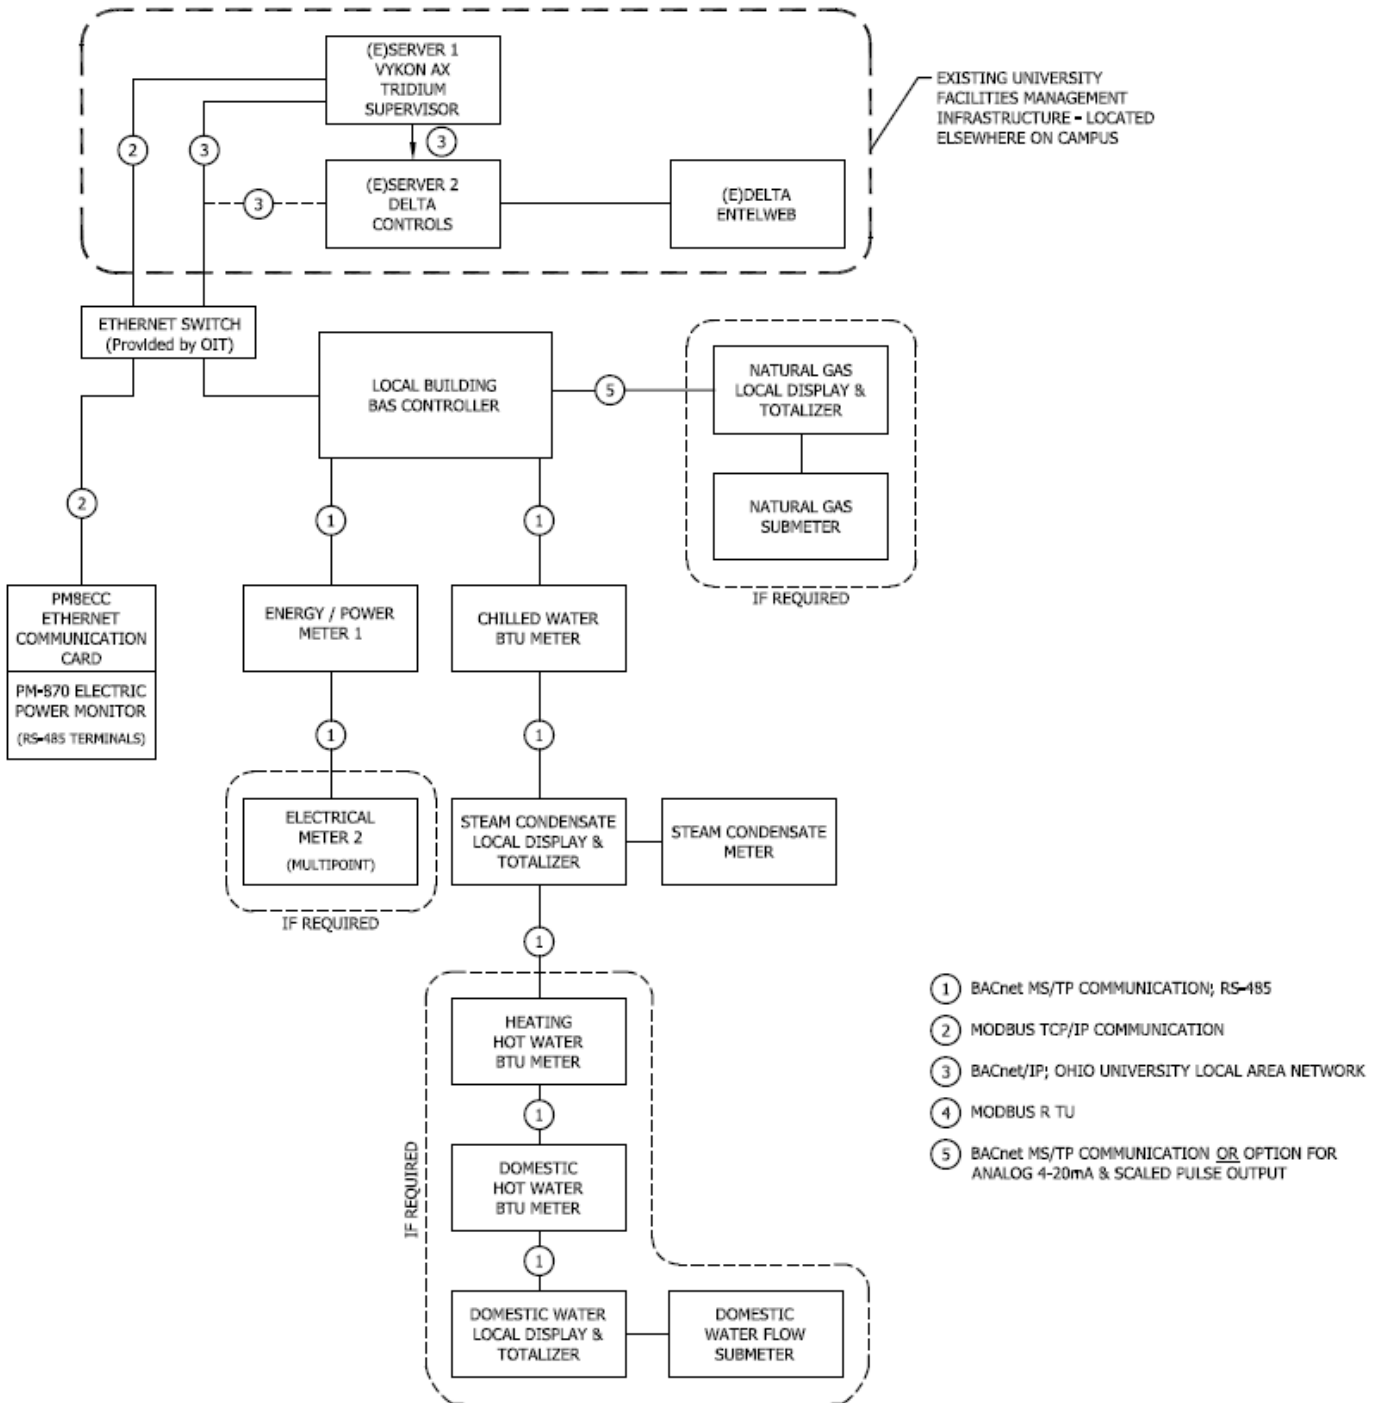 (E)SERVER 1
VYKON AX
TRIDIUM
SUPERVISOR
EXISTING UNIVERSITY
FACILITIES MANAGEMENT
INFRASTRUCTURE - LOCATED
ELSEWHERE ON CAMPUS
2
3
3
3
(E)SERVER 2
DELTA
CONTROLS
(E)DELTA
ENTELWEB
ETHERNET SWITCH
(Provided by OIT)
LOCAL BUILDING
BAS CONTROLLER
5
NATURAL GAS
LOCAL DISPLAY &
TOTALIZER
NATURAL GAS
SUBMETER
IF REQUIRED
2
1
1
PM8ECC
ETHERNET
COMMUNICATION
CARD
PM-870 ELECTRIC
POWER MONITOR
(RS-485 TERMINALS)
ENERGY / POWER
METER 1
CHILLED WATER
BTU METER
1
1
ELECTRICAL
METER 2
(MULTIPOINT)
IF REQUIRED
STEAM CONDENSATE
LOCAL DISPLAY &
TOTALIZER
STEAM CONDENSATE
METER
1
HEATING
HOT WATER
BTU METER
1
DOMESTIC
HOT WATER
BTU METER
IF REQUIRED
1
DOMESTIC WATER
LOCAL DISPLAY &
TOTALIZER
DOMESTIC
WATER FLOW
SUBMETER
1 BACnet MS/TP COMMUNICATION; RS-485
2 MODBUS TCP/IP COMMUNICATION
3 BACnet/IP; OHIO UNIVERSITY LOCAL AREA NETWORK
4 MODBUS R TU
5 BACnet MS/TP COMMUNICATION OR OPTION FOR
ANALOG 4-20mA & SCALED PULSE OUTPUT